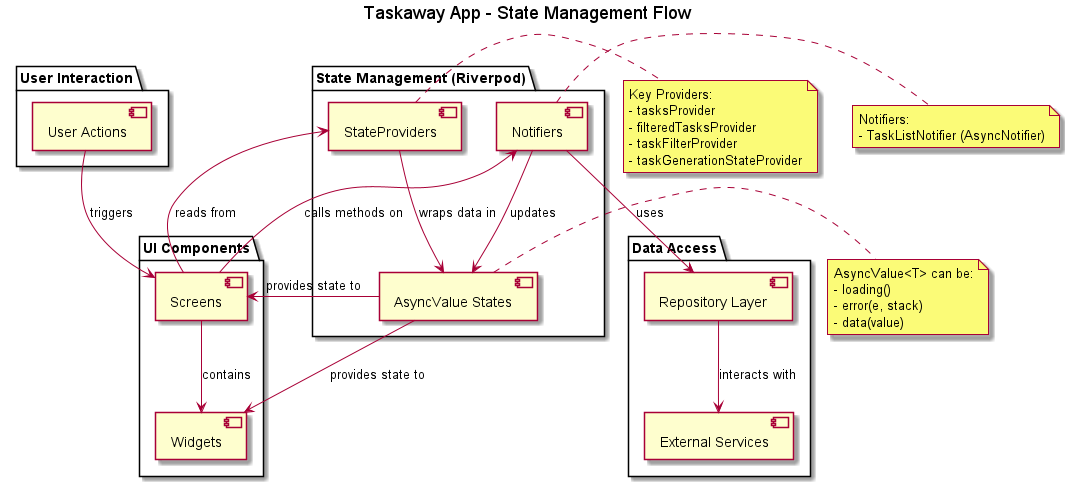 Taskaway App - State Management Flow
User Interaction
User Actions
State Management (Riverpod)
StateProviders
Notifiers
Key Providers:
- tasksProvider
- filteredTasksProvider
- taskFilterProvider
- taskGenerationStateProvider
Notifiers:
- TaskListNotifier (AsyncNotifier)
triggers
reads from
calls methods on
wraps data in
updates
uses
UI Components
Screens
provides state to
AsyncValue States
Data Access
Repository Layer
AsyncValue<T> can be:
- loading()
- error(e, stack)
- data(value)
contains
provides state to
interacts with
Widgets
External Services